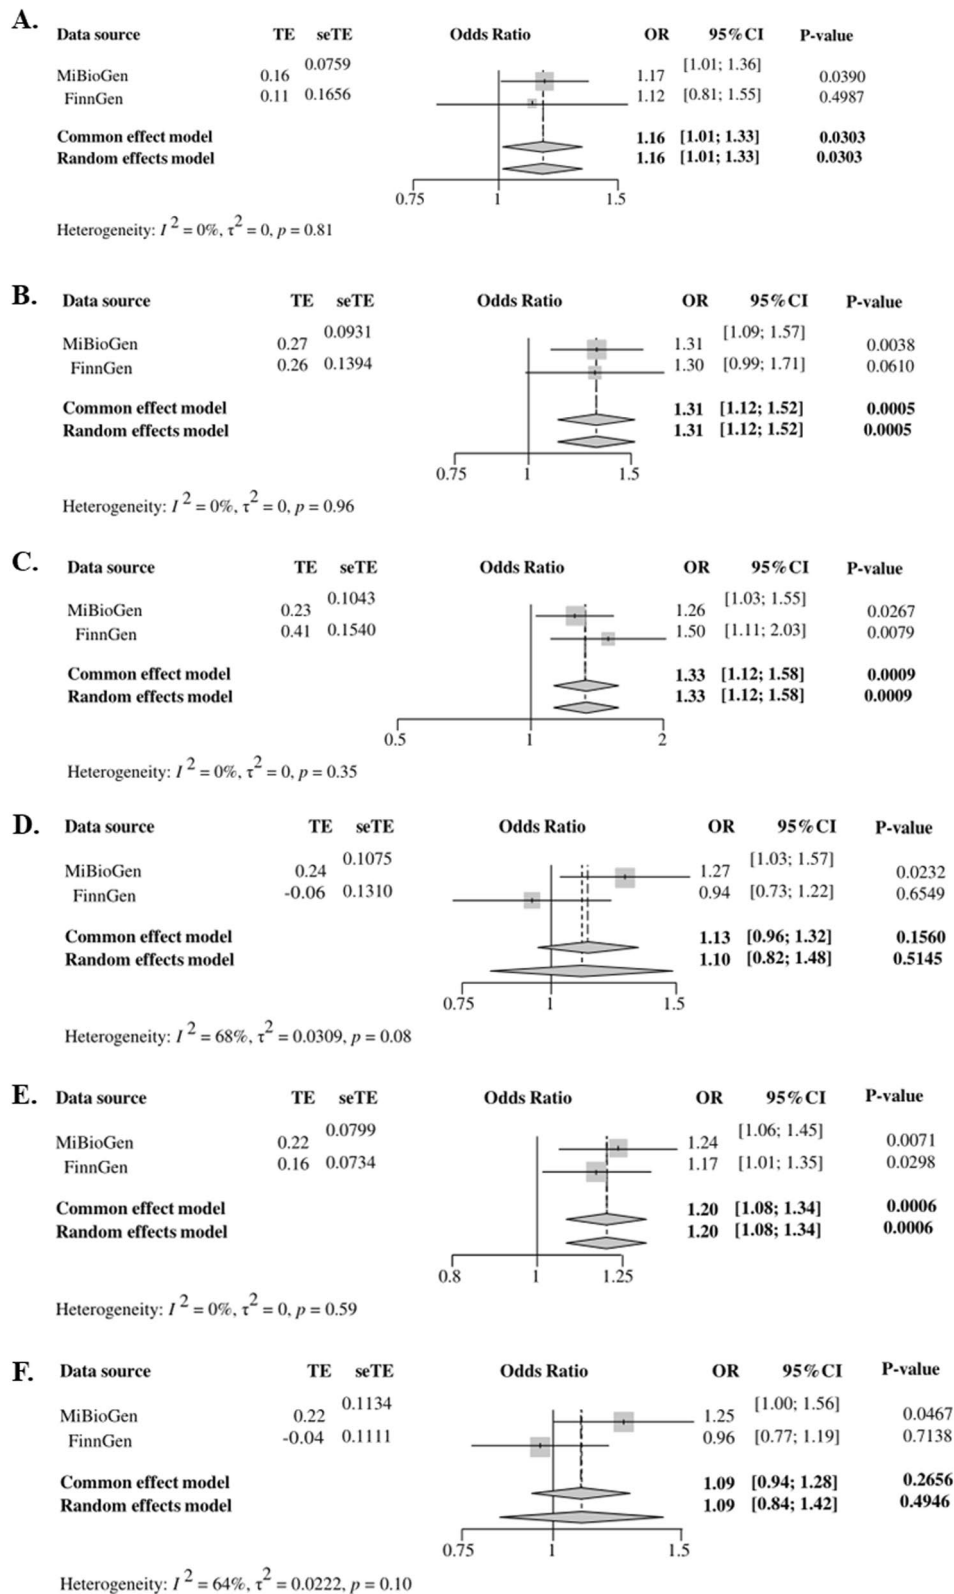 A.
Data source TE seTE Odds Ratio OR 95%CI P-value
MiBioGen 0.16 0.0759 1.17 [1.01; 1.36] 0.0390
FinnGen 0.11 0.1656 1.12 [0.81; 1.55] 0.4987
Common effect model 1.16 [1.01; 1.33] 0.0303
Random effects model 1.16 [1.01; 1.33] 0.0303
0.75 1 1.5
Heterogeneity: I 2 = 0%, τ2 = 0, p = 0.81
B.
Data source TE seTE Odds Ratio OR 95%CI P-value
MiBioGen 0.27 0.0931 1.31 [1.09; 1.57] 0.0038
FinnGen 0.26 0.1394 1.30 [0.99; 1.71] 0.0610
Common effect model 1.31 [1.12; 1.52] 0.0005
Random effects model 1.31 [1.12; 1.52] 0.0005
0.75 1 1.5
Heterogeneity: I 2 = 0%, τ2 = 0, p = 0.96
C.
Data source TE seTE Odds Ratio OR 95%CI P-value
MiBioGen 0.23 0.1043 1.26 [1.03; 1.55] 0.0267
FinnGen 0.41 0.1540 1.50 [1.11; 2.03] 0.0079
Common effect model 1.33 [1.12; 1.58] 0.0009
Random effects model 1.33 [1.12; 1.58] 0.0009
0.5 1 2
Heterogeneity: I 2 = 0%, τ2 = 0, p = 0.35
D.
Data source TE seTE Odds Ratio OR 95%CI P-value
MiBioGen 0.24 0.1075 1.27 [1.03; 1.57] 0.0232
FinnGen -0.06 0.1310 0.94 [0.73; 1.22] 0.6549
Common effect model 1.13 [0.96; 1.32] 0.1560
Random effects model 1.10 [0.82; 1.48] 0.5145
0.75 1 1.5
Heterogeneity: I 2 = 68%, τ2 = 0.0309, p = 0.08
E.
Data source TE seTE Odds Ratio OR 95%CI P-value
MiBioGen 0.22 0.0799 1.24 [1.06; 1.45] 0.0071
FinnGen 0.16 0.0734 1.17 [1.01; 1.35] 0.0298
Common effect model 1.20 [1.08; 1.34] 0.0006
Random effects model 1.20 [1.08; 1.34] 0.0006
0.8 1 1.25
Heterogeneity: I 2 = 0%, τ2 = 0, p = 0.59
F.
Data source TE seTE Odds Ratio OR 95%CI P-value
MiBioGen 0.22 0.1134 1.25 [1.00; 1.56] 0.0467
FinnGen -0.04 0.1111 0.96 [0.77; 1.19] 0.7138
Common effect model 1.09 [0.94; 1.28] 0.2656
Random effects model 1.09 [0.84; 1.42] 0.4946
0.75 1 1.5
Heterogeneity: I 2 = 64%, τ2 = 0.0222, p = 0.10